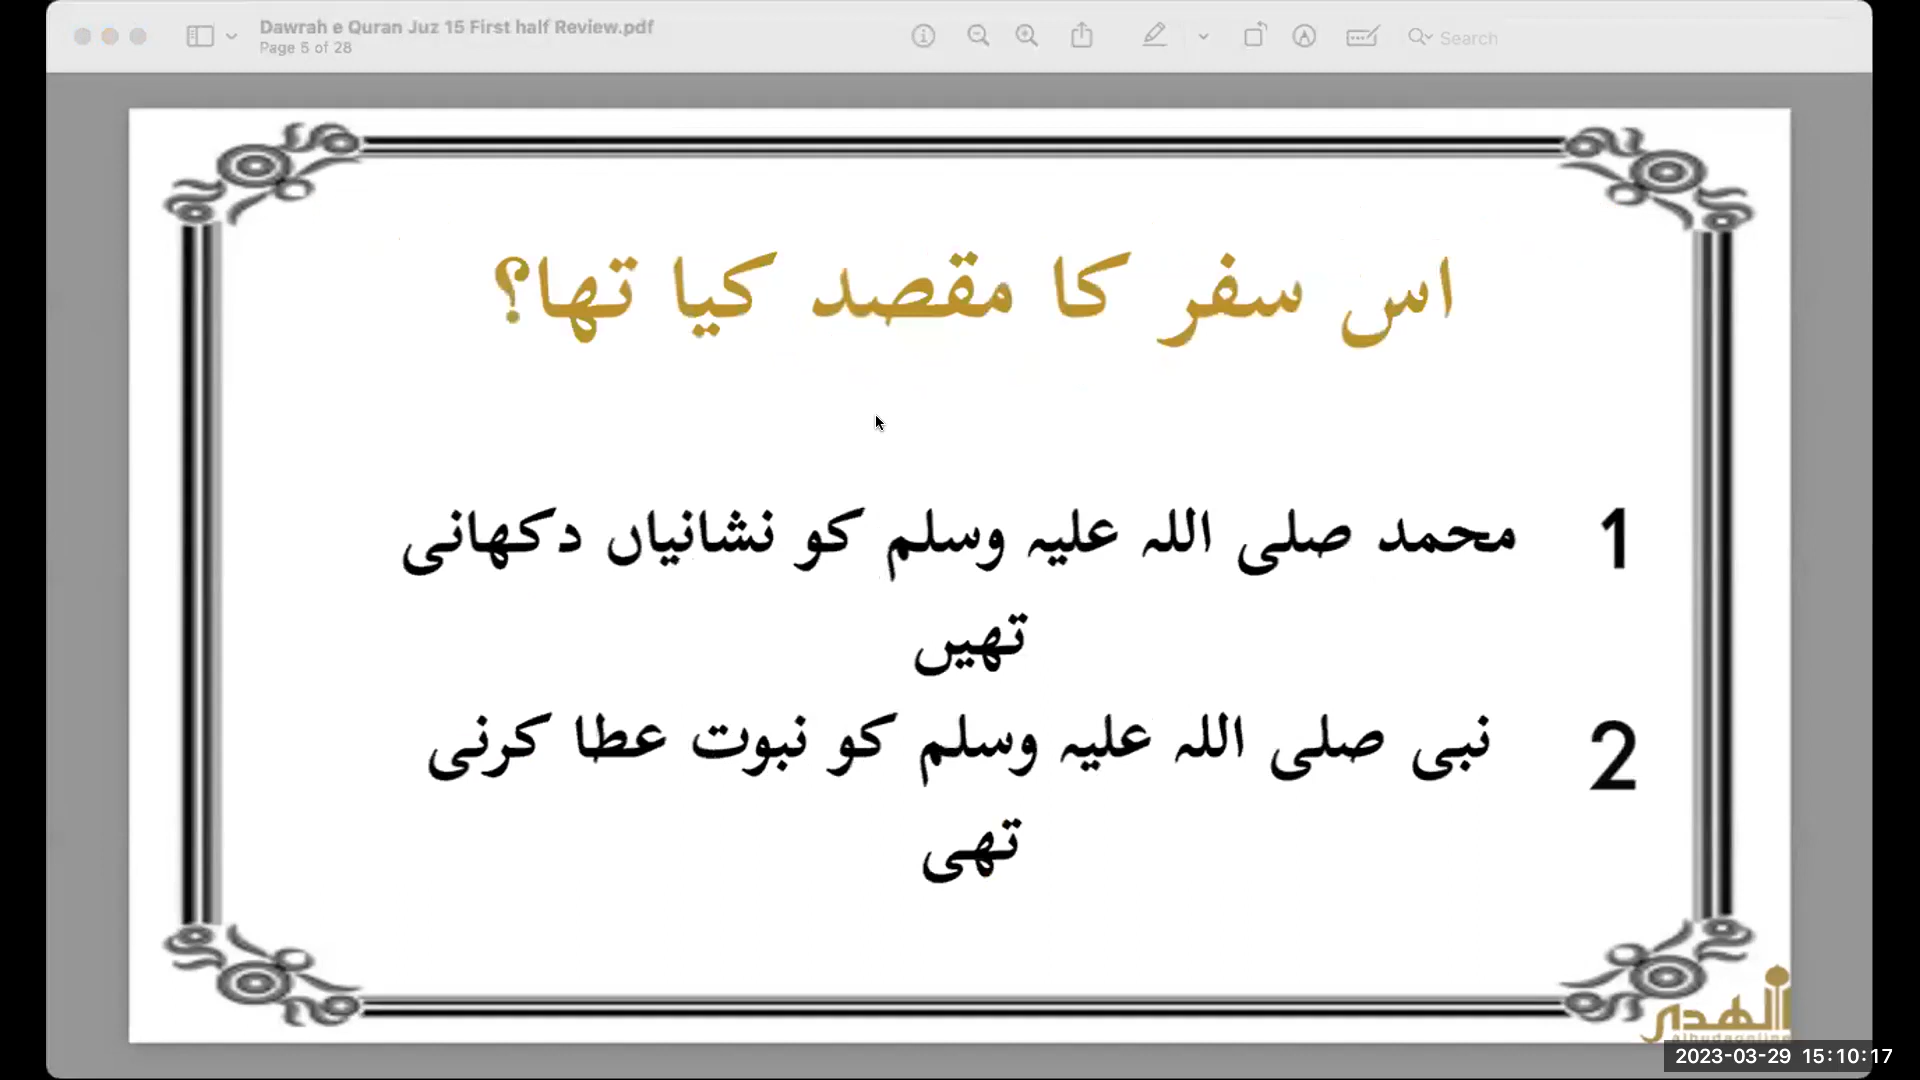 Dawrah e Quran Juz 15 First half Review.pdf
Page 5 of 28
Search
اس سفر کا مقصد کیا تھا؟
1 محمد صلی اللہ علیہ وسلم کو نشانیاں دکھانی
تھیں
2 نبی صلی اللہ علیہ وسلم کو نبوت عطا کرنی
تھی
الهدى
2023-03-29 15:10:17